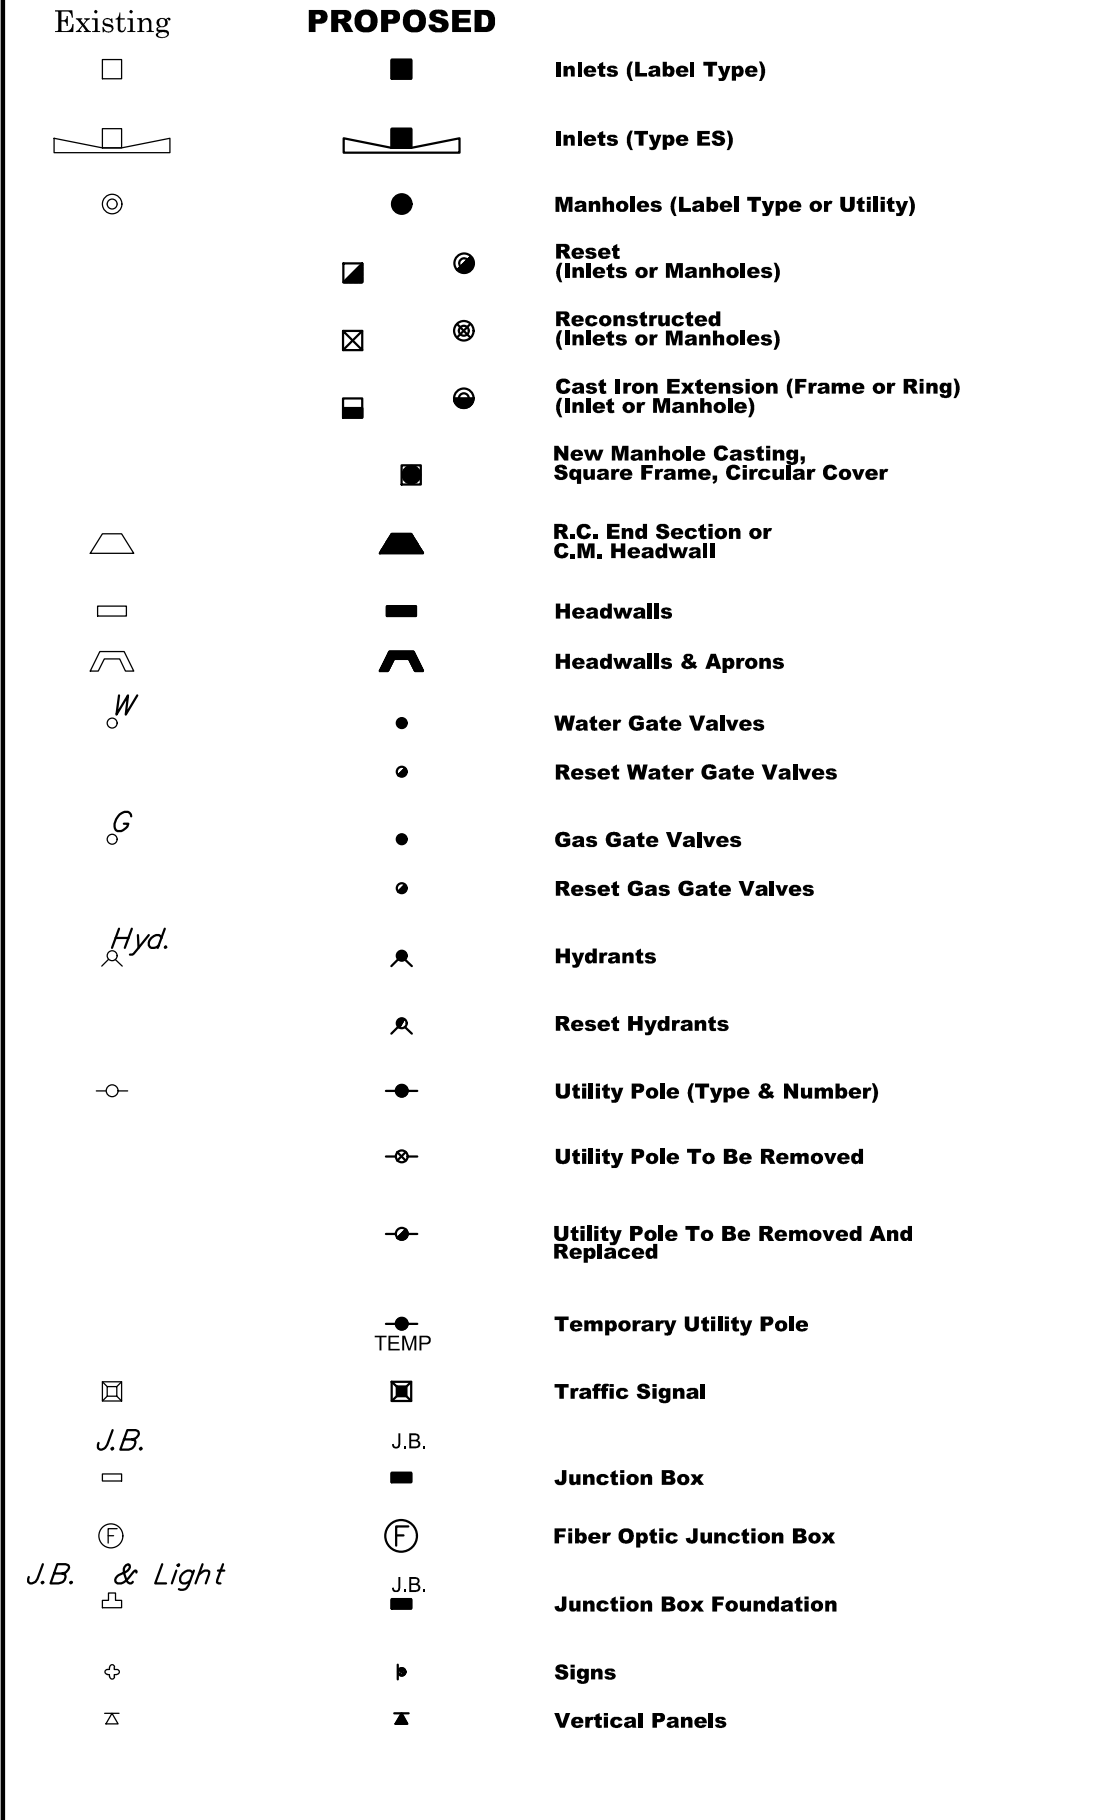 Existing PROPOSED
Inlets (Label Type)
Inlets (Type ES)
Manholes (Label Type or Utility)
Reset
(Inlets or Manholes)
Reconstructed
(Inlets or Manholes)
Cast Iron Extension (Frame or Ring)
(Inlet or Manhole)
New Manhole Casting,
Square Frame, Circular Cover
R.C. End Section or
C.M. Headwall
Headwalls
Headwalls & Aprons
W
Water Gate Valves
Reset Water Gate Valves
G
Gas Gate Valves
Reset Gas Gate Valves
Hyd.
Hydrants
Reset Hydrants
Utility Pole (Type & Number)
Utility Pole To Be Removed
Utility Pole To Be Removed And
Replaced
Temporary Utility Pole
TEMP
Traffic Signal
J.B. J.B.
Junction Box
F F Fiber Optic Junction Box
J.B. & Light J.B.
Junction Box Foundation
Signs
Vertical Panels